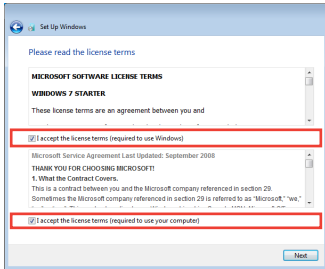 Set Up Windows
Please read the license terms
MICROSOFT SOFTWARE LICENSE TERMS
WINDOWS 7 STARTER
These license terms are an agreement between you and
I accept the license terms (required to use Windows)
Microsoft Service Agreement Last Updated: September 2008
THANK YOU FOR CHOOSING MICROSOFT!
1. What the Contract Covers.
This is a contract between you and the Microsoft company referenced in section 29.
Sometimes the Microsoft company referenced in section 29 is referred to as "Microsoft," "we,"
I accept the license terms (required to use your computer)
Next